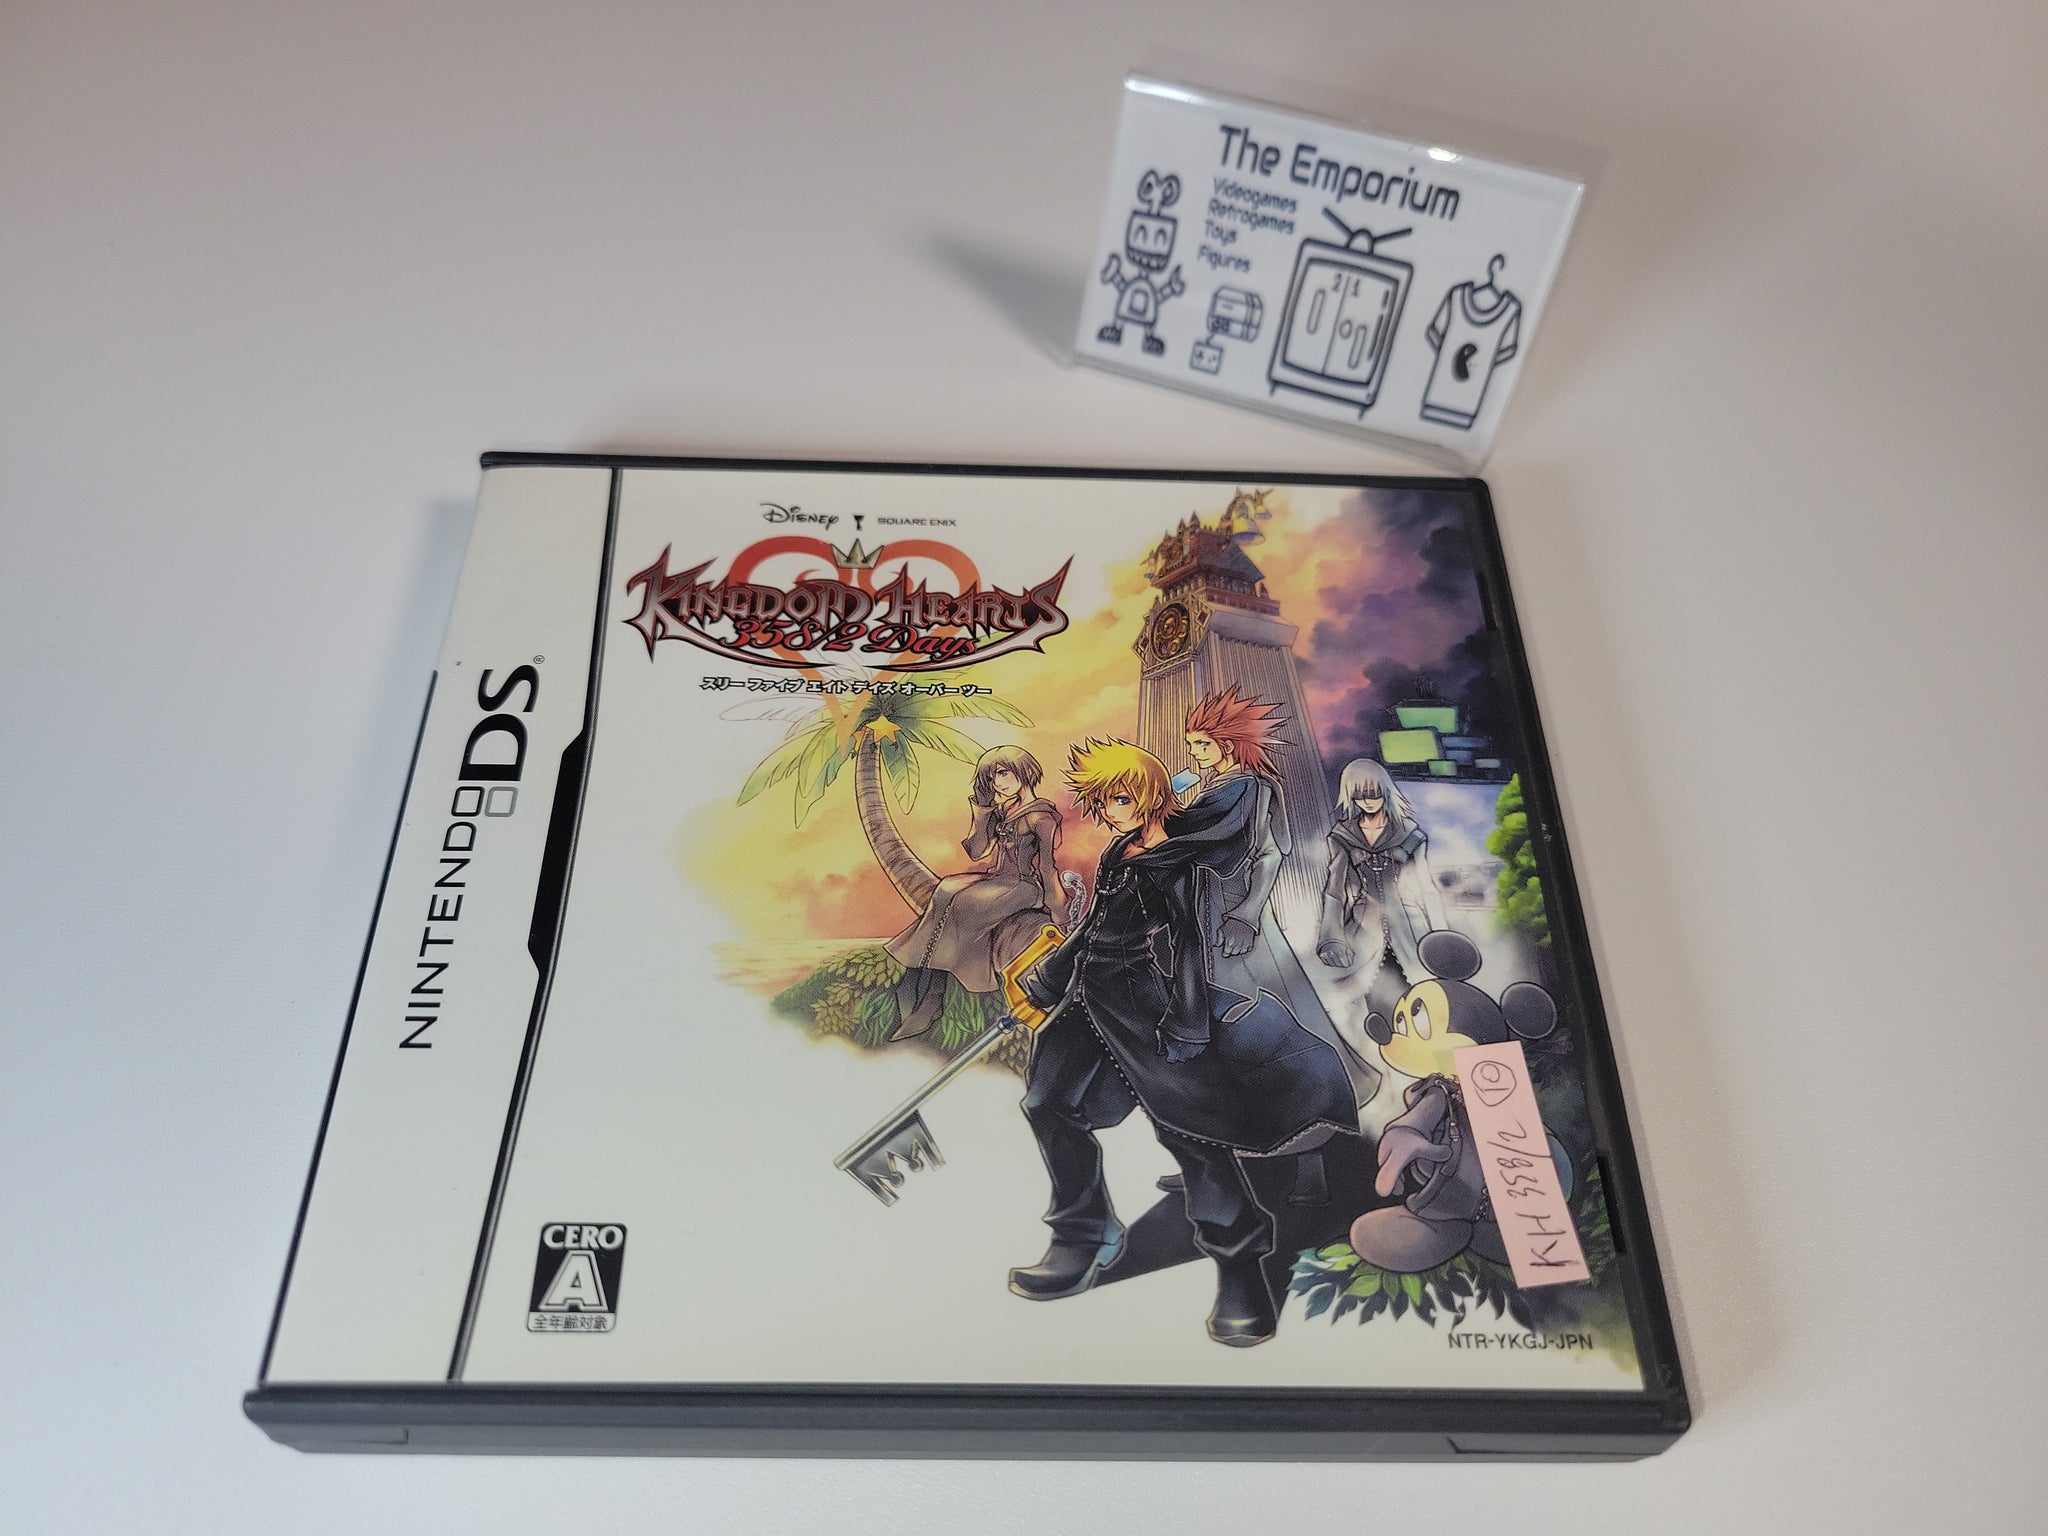 The Emporium
Videogames
Retrogames
Toys
Figures
2 1
NINTENDO DS®
Disney SQUARE ENIX
KINGDOM HEARTS
358/2 Days
スリー ファイブ エイト デイズ オーバー ツー
KH 358/2 10
CERO
A
全年齢対象
NTR-YKGJ-JPN